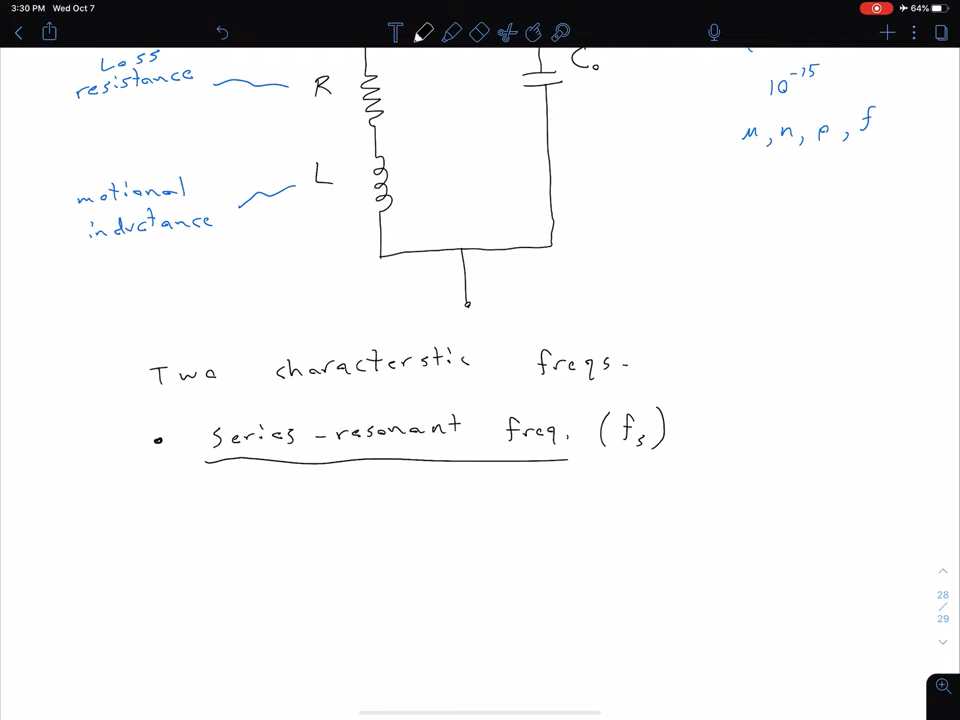 3:30 PM Wed Oct 7
64%
Loss
resistance
R
C₀
10⁻¹⁵
μ, n, p, f
L
motional
inductance
Two characterstic freqs.
• series-resonant freq. (fₛ)
28
/
29